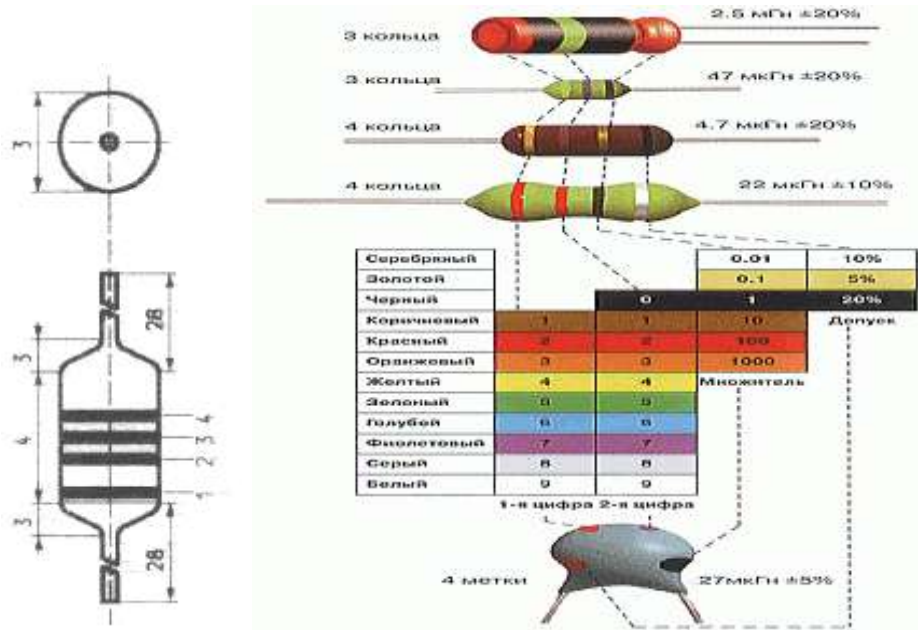 3
28
3
4
3
28
4
3
2
1
3 кольца
2.5 мГн ±20%
3 кольца
47 мкГн ±20%
4 кольца
4.7 мкГн ±20%
4 кольца
22 мкГн ±10%
Серебряный 0.01 10%
Золотой 0.1 5%
Черный 0 1 20%
Коричневый 1 1 10 Допуск
Красный 2 2 100
Оранжевый 3 3 1000
Желтый 4 4 Множитель
Зеленый 5 5
Голубой 6 6
Фиолетовый 7 7
Серый 8 8
Белый 9 9
1-я цифра 2-я цифра
4 метки
27мкГн ±5%